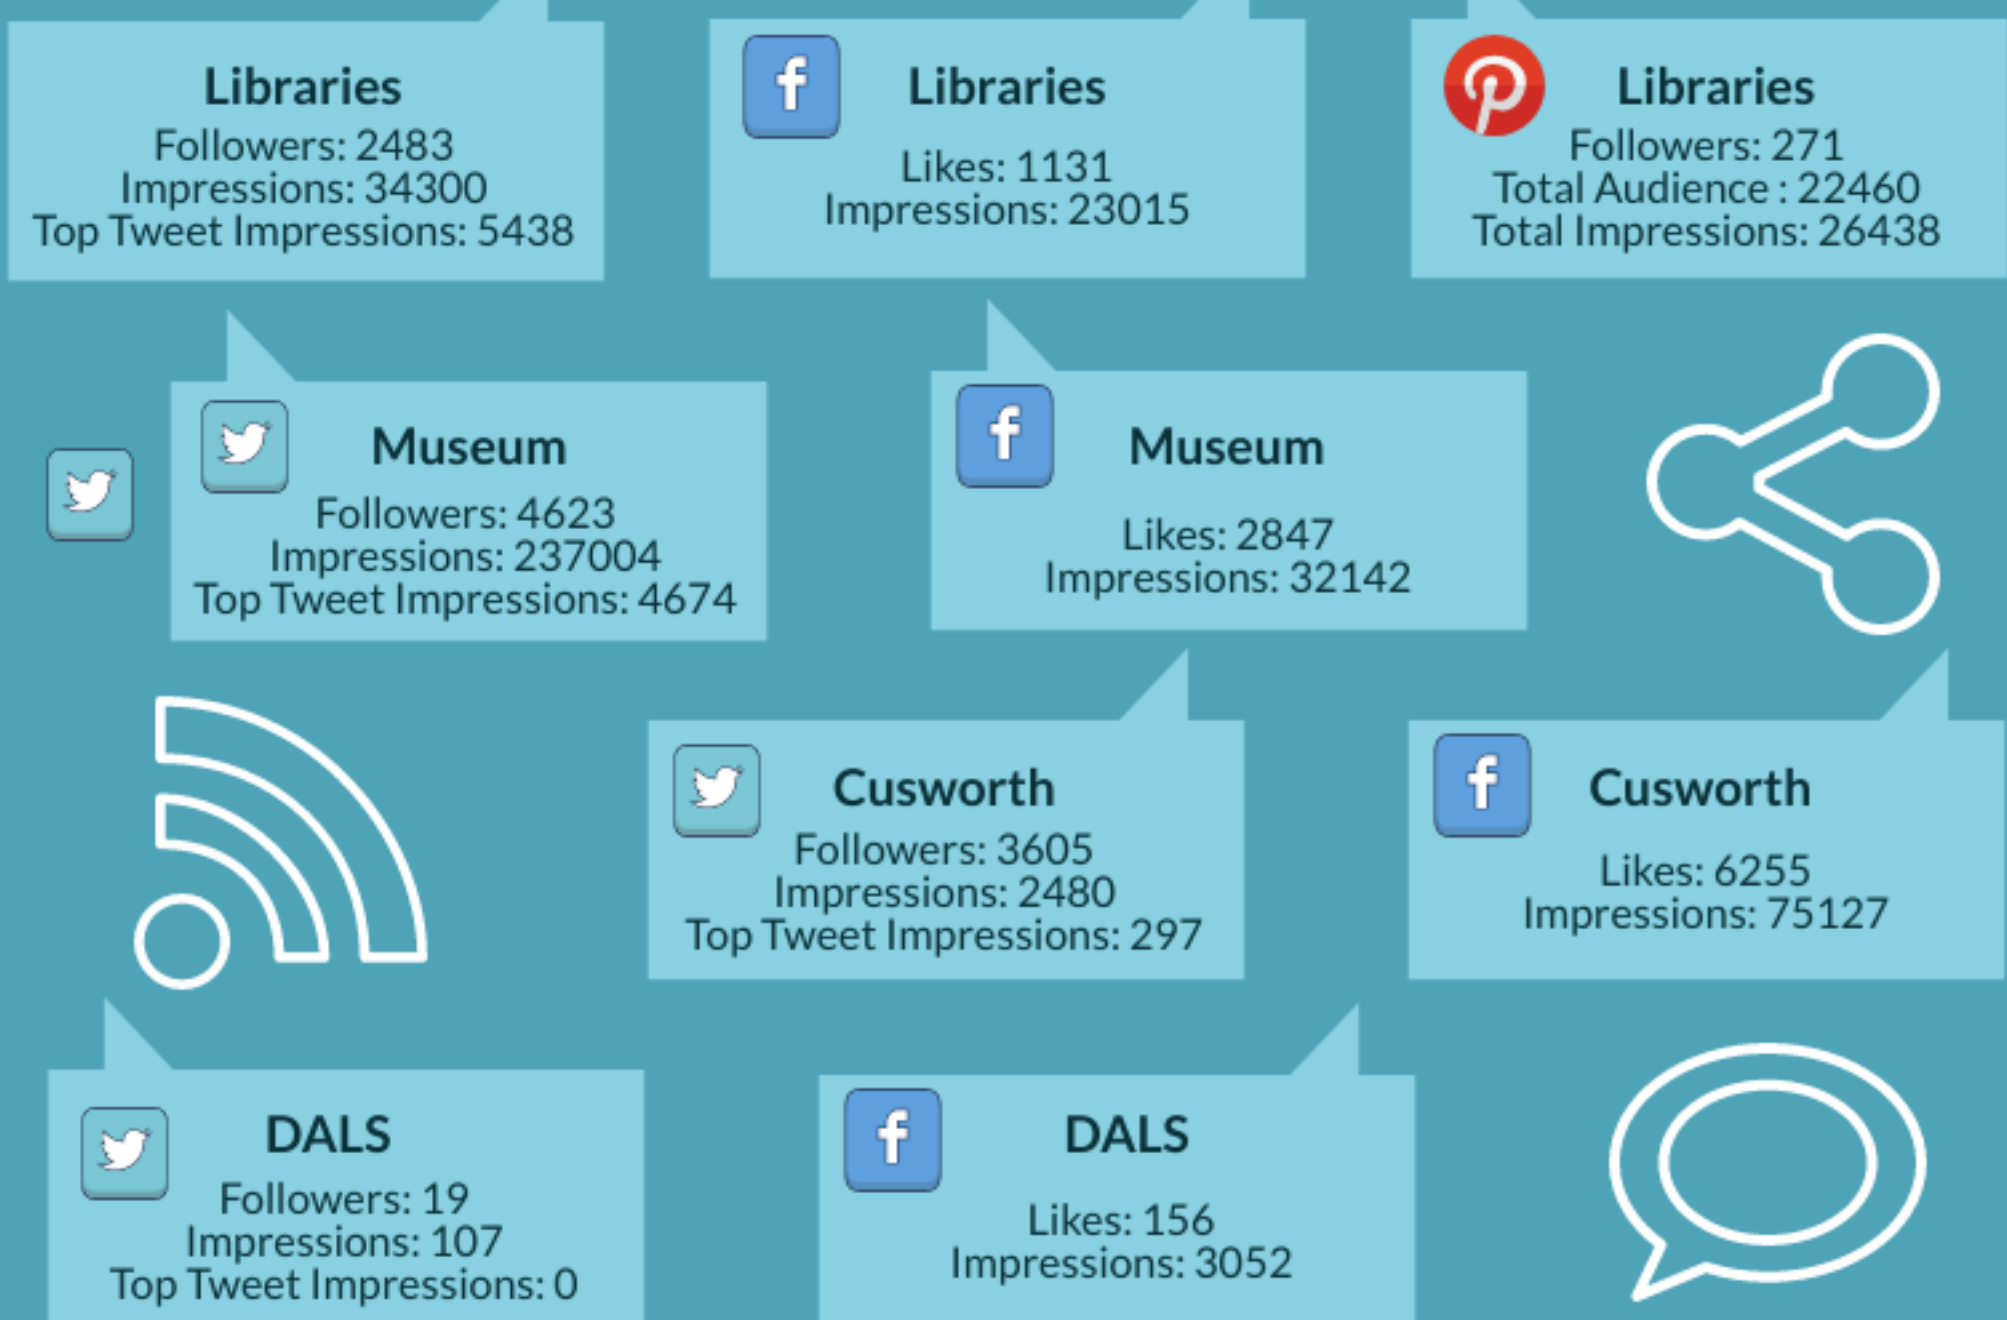 Libraries
Followers: 2483
Impressions: 34300
Top Tweet Impressions: 5438
Libraries
Likes: 1131
Impressions: 23015
Libraries
Followers: 271
Total Audience : 22460
Total Impressions: 26438
Museum
Followers: 4623
Impressions: 237004
Top Tweet Impressions: 4674
Museum
Likes: 2847
Impressions: 32142
Cusworth
Followers: 3605
Impressions: 2480
Top Tweet Impressions: 297
Cusworth
Likes: 6255
Impressions: 75127
DALS
Followers: 19
Impressions: 107
Top Tweet Impressions: 0
DALS
Likes: 156
Impressions: 3052